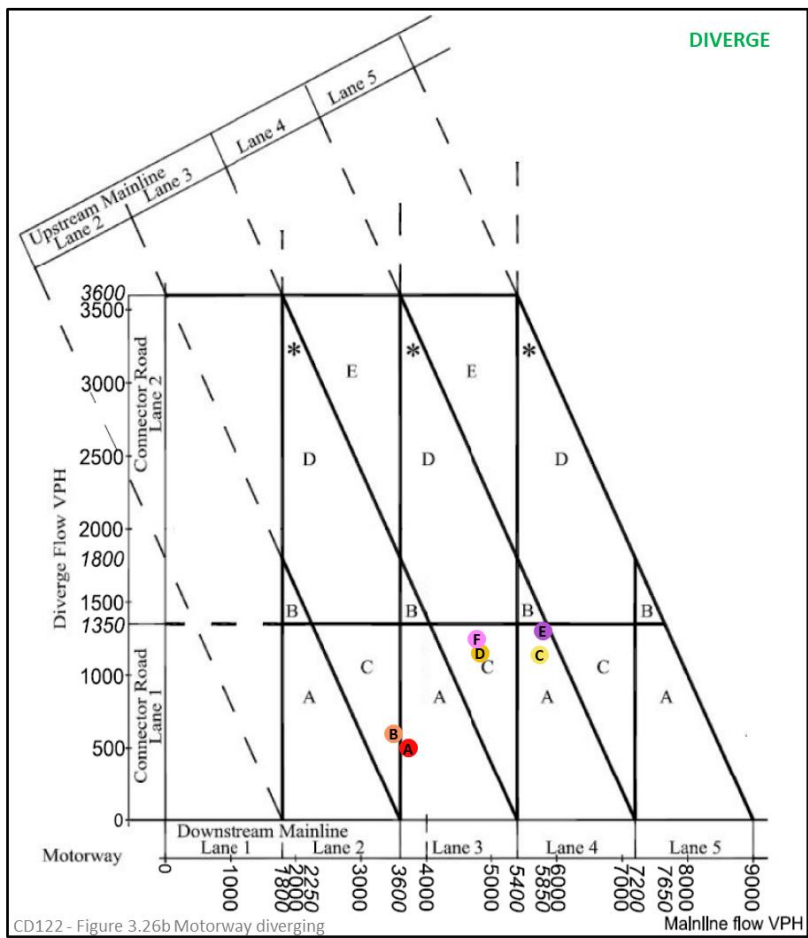 DIVERGE
Upstream Mainline
Lane 2
Lane 3
Lane 4
Lane 5
Diverge Flow VPH
Connector Road
Lane 2
Connector Road
Lane 1
3600
3500
3000
2500
2000
1800
1500
1350
1000
500
0
* * *
E E
D D D
B B B B
F E
D C C
C C
A A A A
B
A
Downstream Mainline
Motorway Lane 1 Lane 2 Lane 3 Lane 4 Lane 5
0 1000 1800 2000 2250 3000 3600 4000 5000 5400 5850 6000 7000 7200 7650 8000 9000
Mainline flow VPH
CD122 - Figure 3.26b Motorway diverging